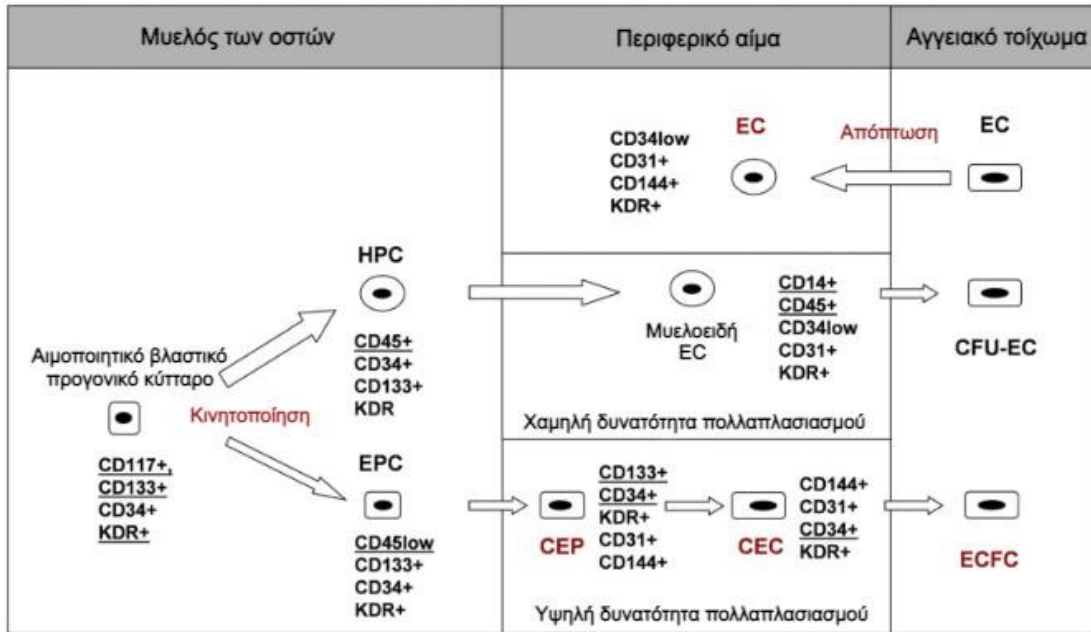 Μυελός των οστών
Περιφερικό αίμα
Αγγειακό τοίχωμα
EC
Απόπτωση
EC
CD34low
CD31+
CD144+
KDR+
HPC
CD45+
CD34+
CD133+
KDR
Μυελοειδή
EC
CD14+
CD45+
CD34low
CD31+
KDR+
CFU-EC
Χαμηλή δυνατότητα πολλαπλασιασμού
Αιμοποιητικό βλαστικό
προγονικό κύτταρο
Κινητοποίηση
CD117+,
CD133+
CD34+
KDR+
EPC
CD45low
CD133+
CD34+
KDR+
CEP
CD133+
CD34+
KDR+
CD31+
CD144+
CEC
CD144+
CD31+
CD34+
KDR+
ECFC
Υψηλή δυνατότητα πολλαπλασιασμού